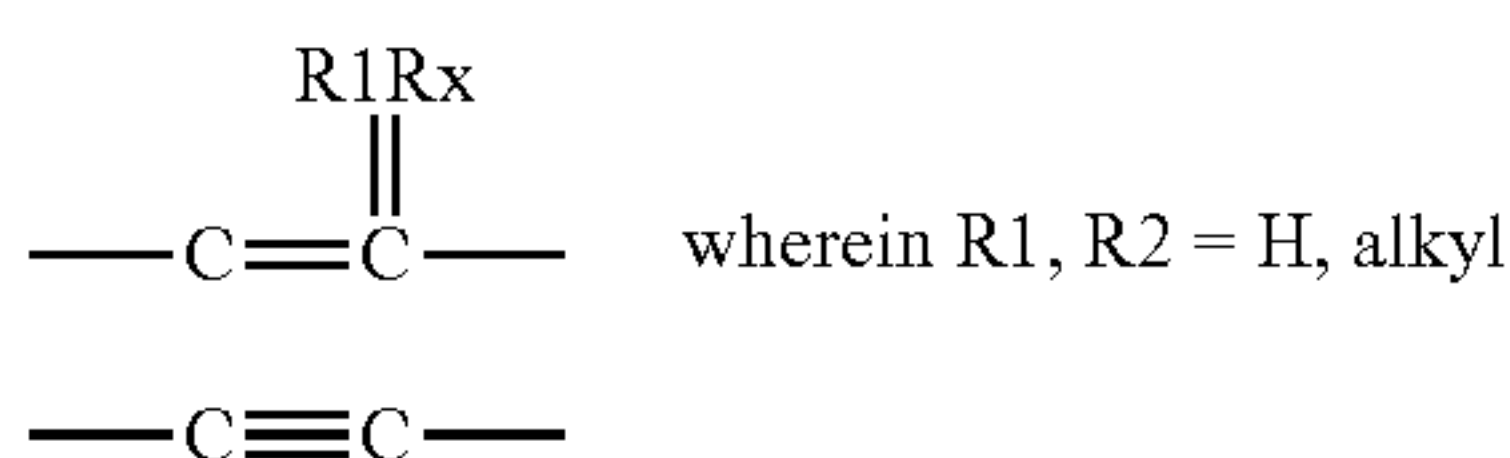 R1Rx
C C wherein R1, R2 = H, alkyl
C C